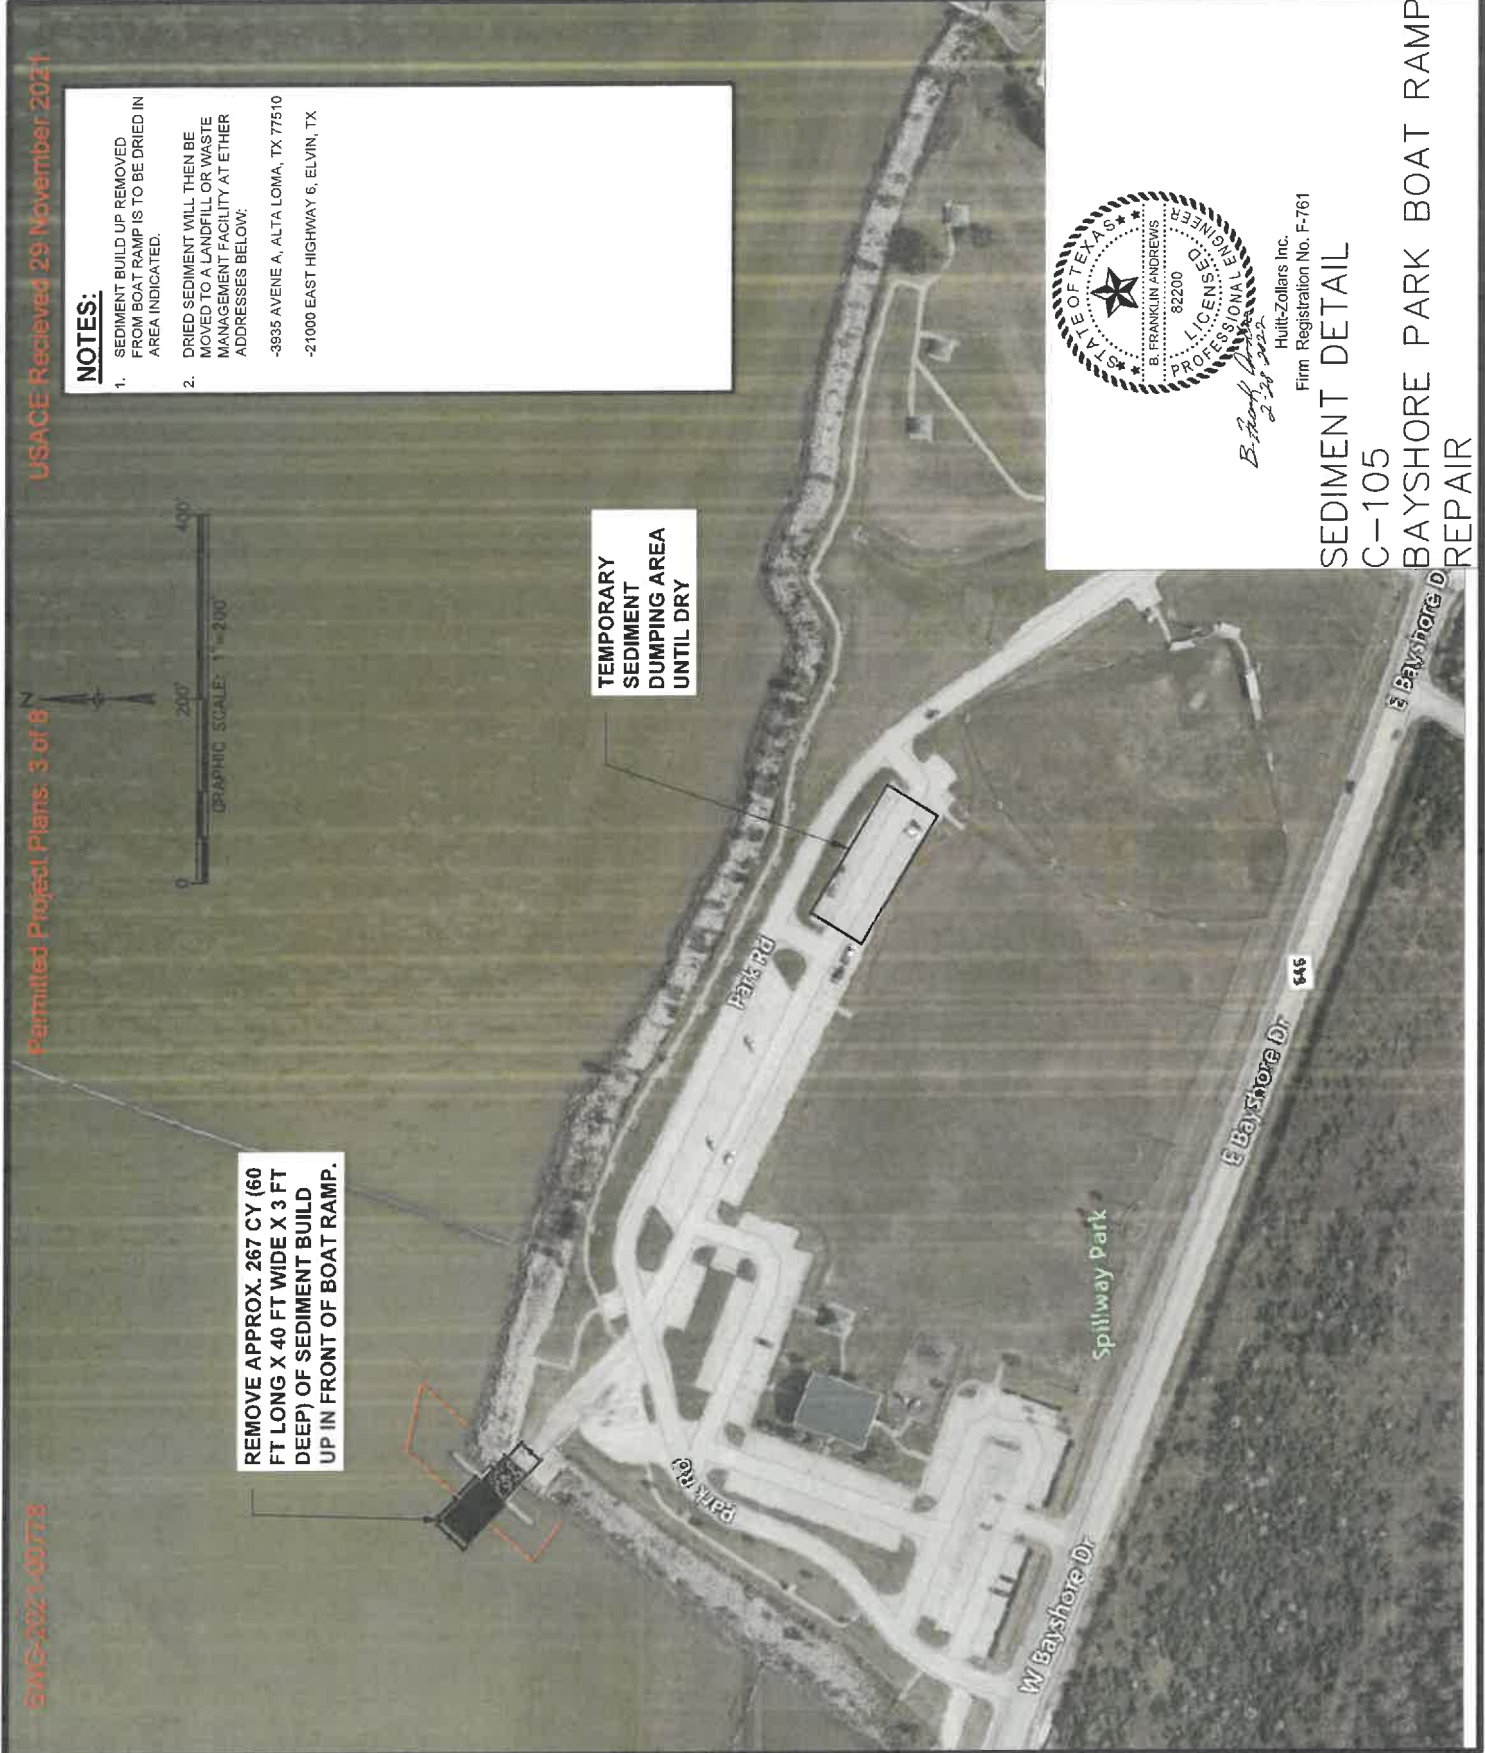 SWG-2021-00778
Permitted Project Plans: 3 of 8
USACE Recieved 29 November 2021
N
0
200'
400'
GRAPHIC SCALE: 1"=200'
NOTES:
1. SEDIMENT BUILD UP REMOVED
FROM BOAT RAMP IS TO BE DRIED IN
AREA INDICATED.
2. DRIED SEDIMENT WILL THEN BE
MOVED TO A LANDFILL OR WASTE
MANAGEMENT FACILITY AT ETHER
ADDRESSES BELOW:
-3935 AVENE A, ALTA LOMA, TX 77510
-21000 EAST HIGHWAY 6, ELVIN, TX
REMOVE APPROX. 267 CY (60
FT LONG X 40 FT WIDE X 3 FT
DEEP) OF SEDIMENT BUILD
UP IN FRONT OF BOAT RAMP.
TEMPORARY
SEDIMENT
DUMPING AREA
UNTIL DRY
Park Rd
Park Rd
Spillway Park
W Bayshore Dr
E Bayshore Dr
646
E Bayshore D
STATE OF TEXAS
B. FRANKLIN ANDREWS
82200
LICENSED
PROFESSIONAL ENGINEER
2-28-2022
Huitt-Zollars Inc.
Firm Registration No. F-761
SEDIMENT DETAIL
C-105
BAYSHORE PARK BOAT RAMP
REPAIR